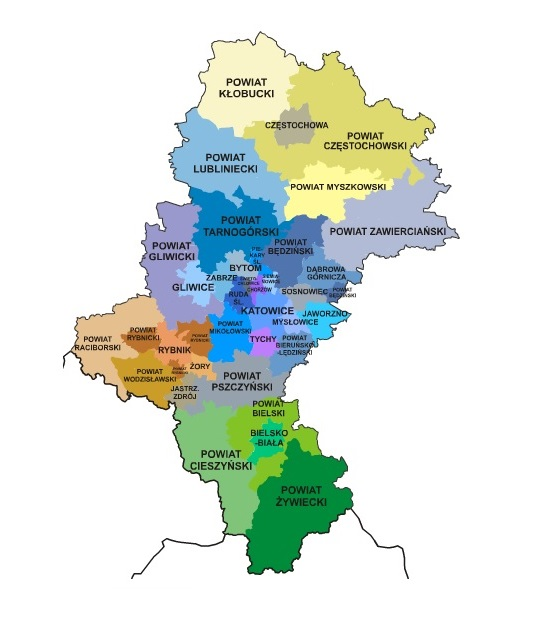 POWIAT
KŁOBUCKI
CZĘSTOCHOWA
POWIAT
CZĘSTOCHOWSKI
POWIAT
LUBLINIECKI
POWIAT MYSZKOWSKI
POWIAT
TARNOGÓRSKI
POWIAT ZAWIERCIAŃSKI
POWIAT
GLIWICKI
POWIAT
BĘDZIŃSKI
PIE-
KARY
ŚL.
BYTOM
DĄBROWA
GÓRNICZA
ZABRZE
GLIWICE
CHORZÓW
SOSNOWIEC
POWIAT
BĘDZIŃSKI
RUDA
ŚL.
KATOWICE
JAWORZNO
MYSŁOWICE
POWIAT
MIKOŁOWSKI
TYCHY
POWIAT
BIERUŃSKO
-LĘDZIŃSKI
POWIAT
RACIBORSKI
POWIAT
RYBNICKI
POWIAT
RYBNICKI
RYBNIK
ŻORY
POWIAT
WODZISŁAWSKI
JASTRZ.
ZDRÓJ
POWIAT
PSZCZYŃSKI
POWIAT
BIELSKI
BIELSKO
-BIAŁA
POWIAT
CIESZYŃSKI
POWIAT
ŻYWIECKI